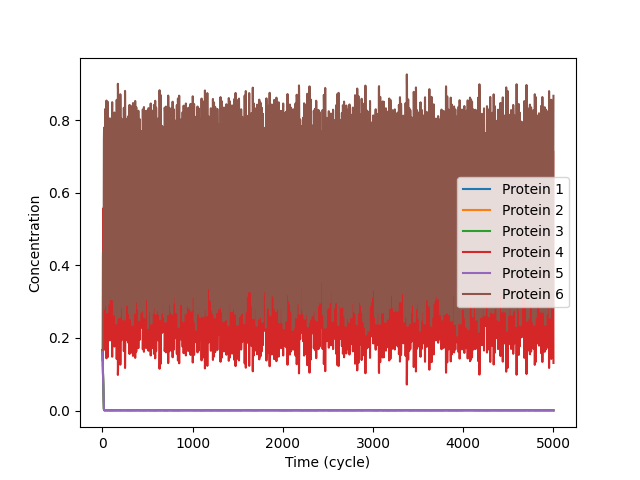 0.8
0.6
0.4
0.2
0.0
Concentration
0
1000
2000
3000
4000
5000
Time (cycle)
Protein 1
Protein 2
Protein 3
Protein 4
Protein 5
Protein 6